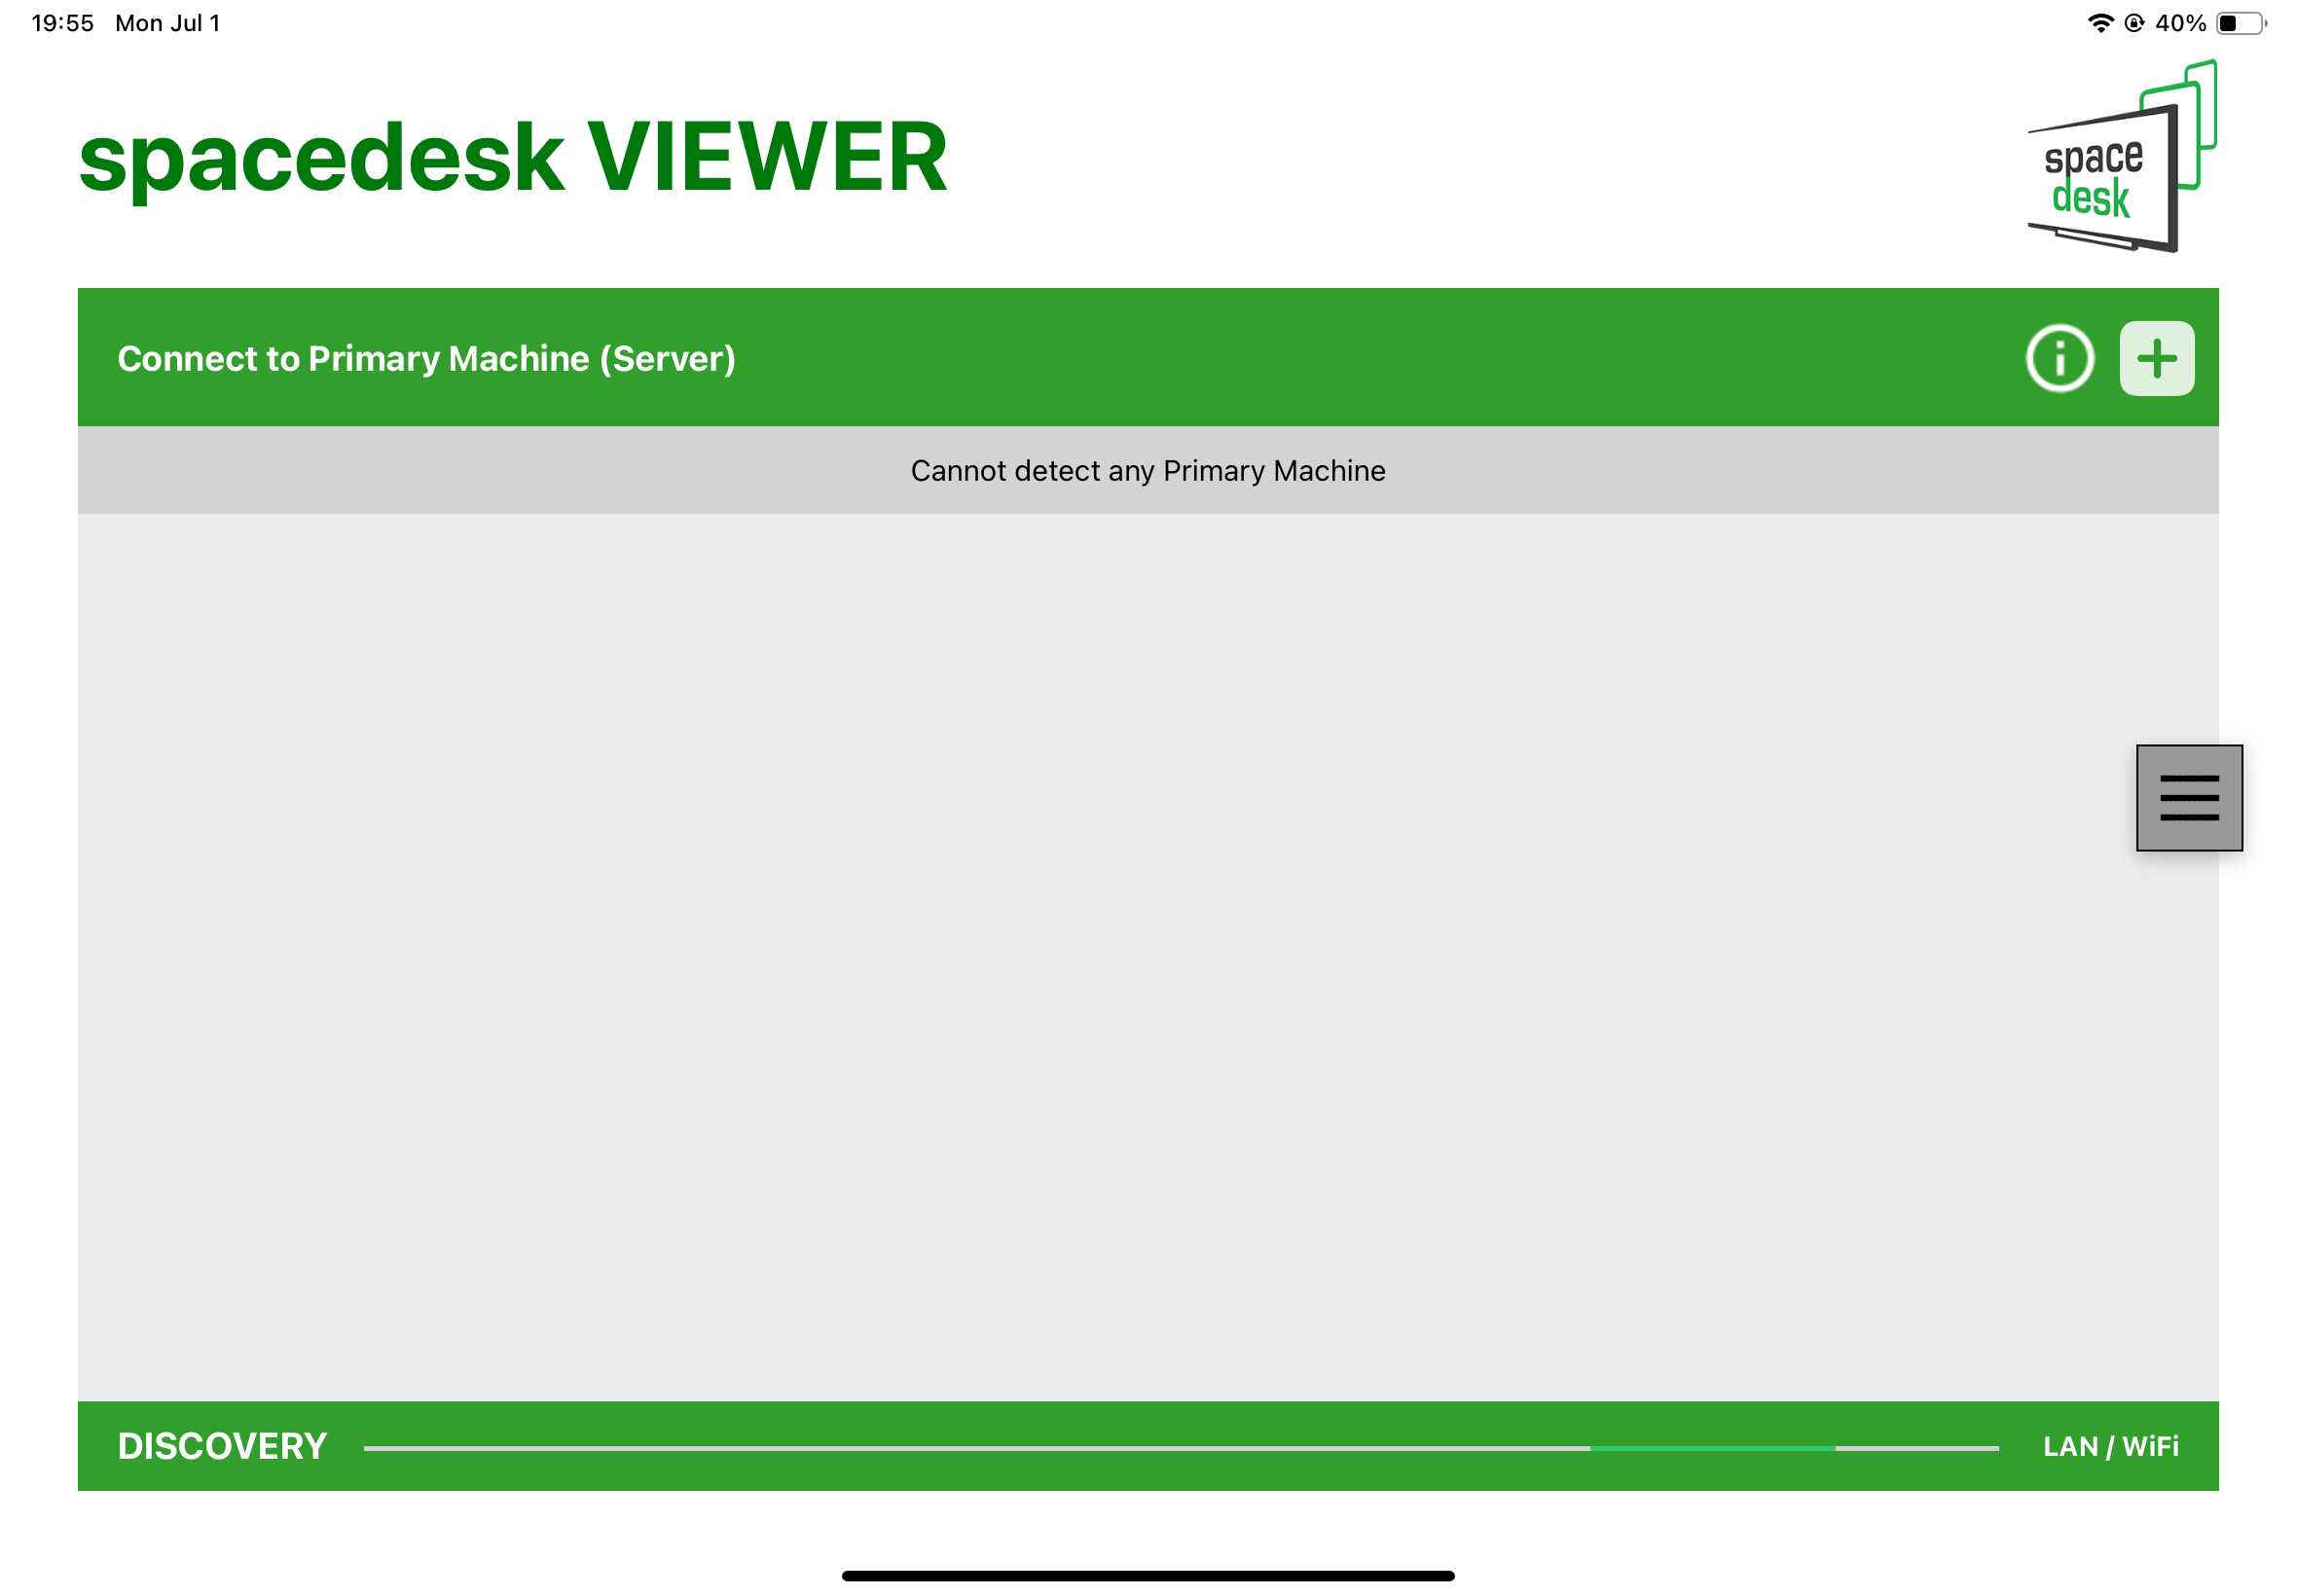 19:55 Mon Jul 1
40%
spacedesk VIEWER
space
desk
Connect to Primary Machine (Server)
Cannot detect any Primary Machine
DISCOVERY
LAN / WiFi